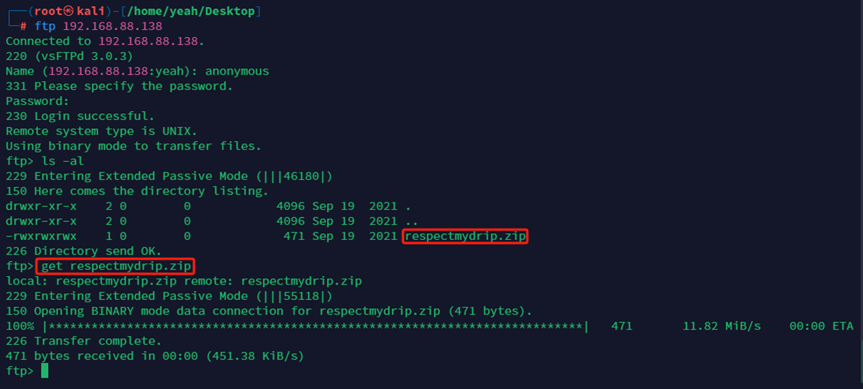 ┌──(root㉿kali)-[/home/yeah/Desktop]
└─# ftp 192.168.88.138
Connected to 192.168.88.138.
220 (vsFTPd 3.0.3)
Name (192.168.88.138:yeah): anonymous
331 Please specify the password.
Password:
230 Login successful.
Remote system type is UNIX.
Using binary mode to transfer files.
ftp> ls -al
229 Entering Extended Passive Mode (|||46180|)
150 Here comes the directory listing.
drwxr-xr-x    2 0        0            4096 Sep 19  2021 .
drwxr-xr-x    2 0        0            4096 Sep 19  2021 ..
-rwxrwxrwx    1 0        0             471 Sep 19  2021 respectmydrip.zip
226 Directory send OK.
ftp> get respectmydrip.zip
local: respectmydrip.zip remote: respectmydrip.zip
229 Entering Extended Passive Mode (|||55118|)
150 Opening BINARY mode data connection for respectmydrip.zip (471 bytes).
100% |***************************************************************************|   471       11.82 MiB/s    00:00 ETA
226 Transfer complete.
471 bytes received in 00:00 (451.38 KiB/s)
ftp>